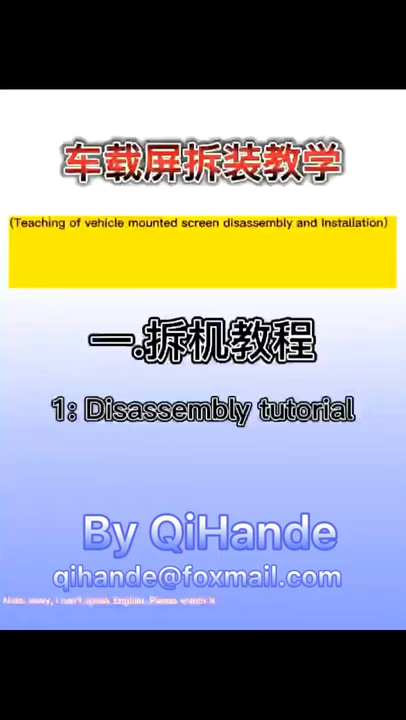 车载屏拆装教学
(Teaching of vehicle mounted screen disassembly and Installation)
一.拆机教程
1: Disassembly tutorial
By QiHande
qihande@foxmail.com
sorry, I can't speak English. Please watch it